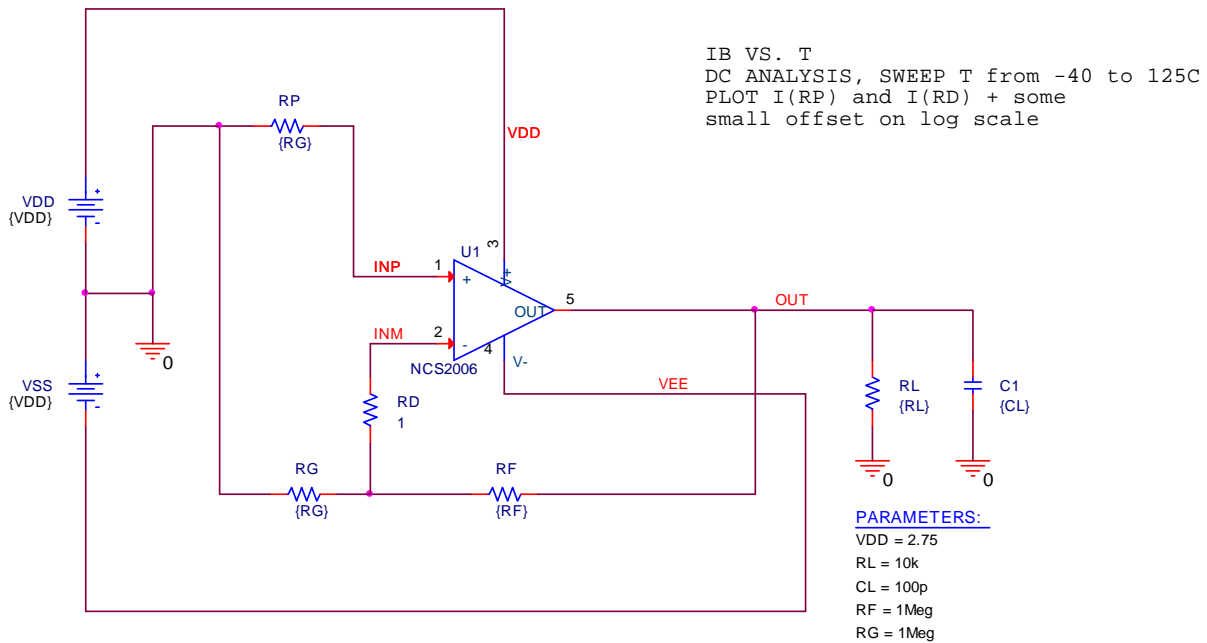 IB VS. T
DC ANALYSIS, SWEEP T from -40 to 125C
PLOT I(RP) and I(RD) + some
small offset on log scale
RP
{RG}
VDD
VDD
{VDD}
+
-
3
U1
V+
INP
1
+
5
OUT
OUT
INM
2
-
4
V-
NCS2006
0
VSS
{VDD}
+
-
VEE
RD
1
RL
{RL}
C1
{CL}
RG
{RG}
RF
{RF}
0
0
PARAMETERS:
VDD = 2.75
RL = 10k
CL = 100p
RF = 1Meg
RG = 1Meg